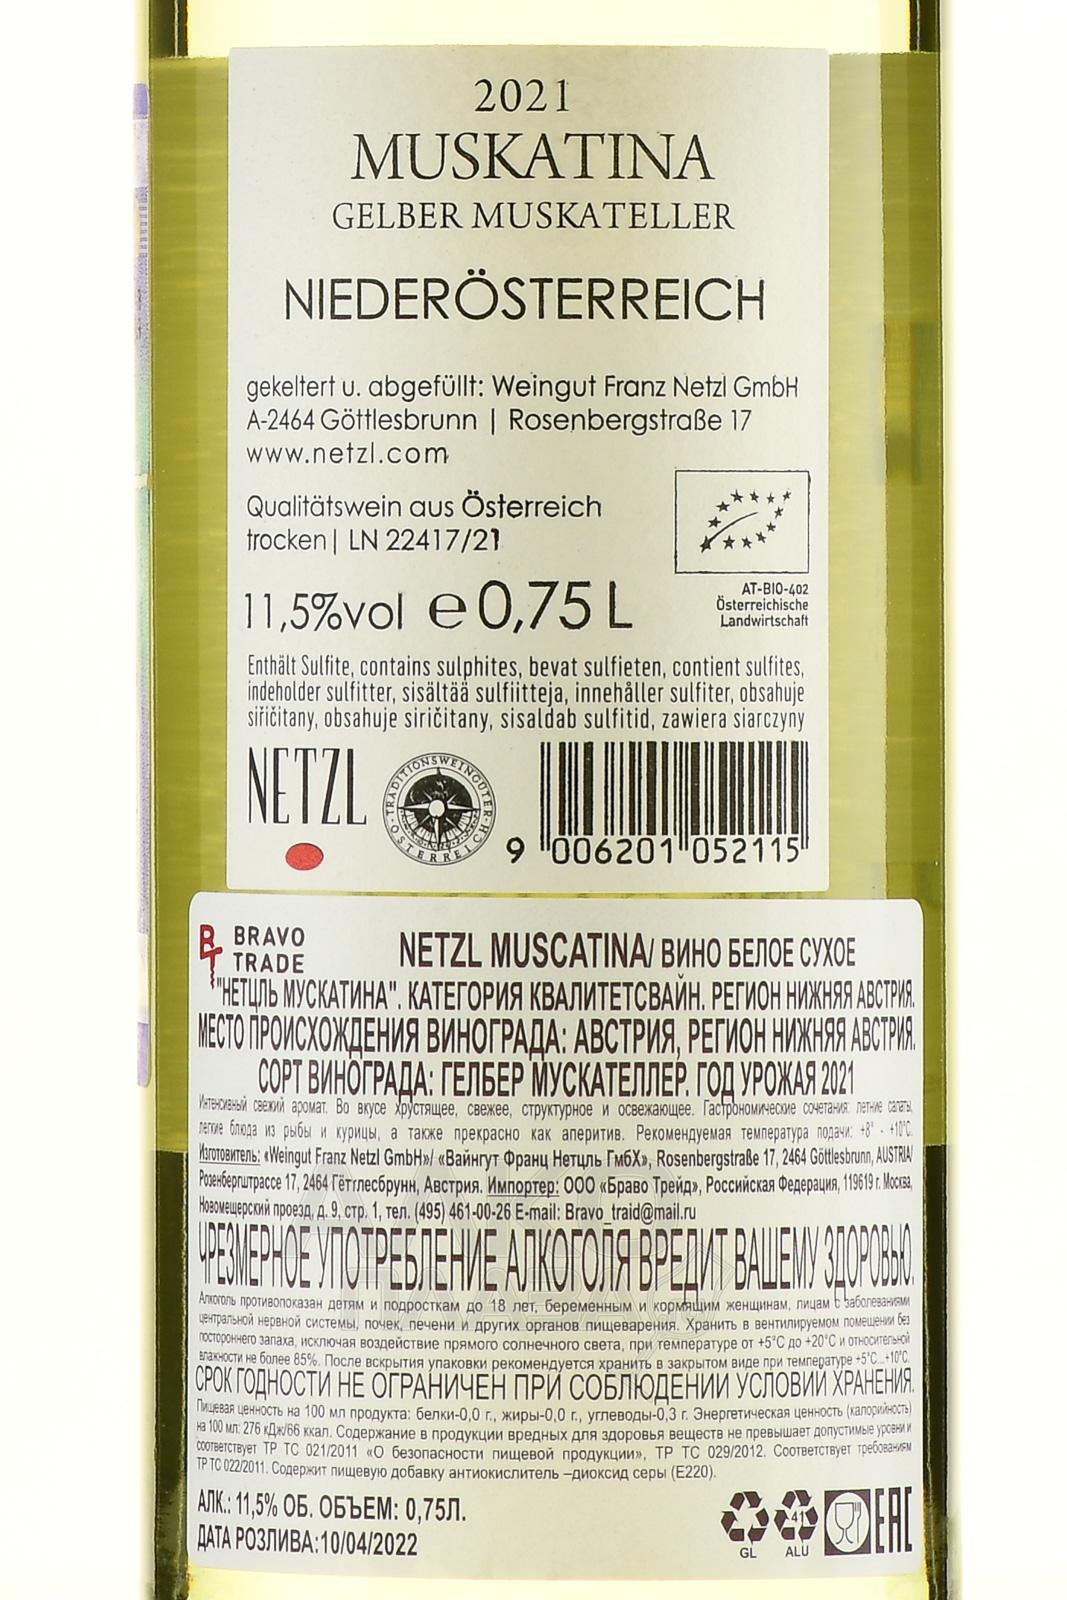 2021
MUSKATINA
GELBER MUSKATELLER
NIEDERÖSTERREICH
gekeltert u. abgefüllt: Weingut Franz Netzl GmbH
A-2464 Göttlesbrunn | Rosenbergstraße 17
www.netzl.com
Qualitätswein aus Österreich
trocken| LN 22417/21
11,5%vol e 0,75 L
AT-BIO-402
Österreichische
Landwirtschaft
Enthält Sulfite, contains sulphites, bevat sulfieten, contient sulfites,
indeholder sulfitter, sisältää sulfiitteja, innehåller sulfiter, obsahuje
siřičitany, obsahuje siričitany, sisaldab sulfitid, zawiera siarczyny
NETZL
TRADITIONSWEINGÜTER
ÖSTERREICH
9 006201 052115
BRAVO
TRADE
NETZL MUSCATINA/ ВИНО БЕЛОЕ СУХОЕ
"НЕТЦЛЬ МУСКАТИНА". КАТЕГОРИЯ КВАЛИТЕТСВАЙН. РЕГИОН НИЖНЯЯ АВСТРИЯ.
МЕСТО ПРОИСХОЖДЕНИЯ ВИНОГРАДА: АВСТРИЯ, РЕГИОН НИЖНЯЯ АВСТРИЯ.
СОРТ ВИНОГРАДА: ГЕЛБЕР МУСКАТЕЛЛЕР. ГОД УРОЖАЯ 2021
Интенсивный свежий аромат. Во вкусе хрустящее, свежее, структурное и освежающее. Гастрономические сочетания: летние салаты,
легкие блюда из рыбы и курицы, а также прекрасно как аперитив. Рекомендуемая температура подачи: +8° - +10°С.
Изготовитель: «Weingut Franz Netzl GmbH»/ «Вайнгут Франц Нетцль ГмбХ», Rosenbergstraße 17, 2464 Göttlesbrunn, AUSTRIA/
Розенбергштрассе 17, 2464 Гёттлесбрунн, Австрия. Импортер: ООО «Браво Трейд», Российская Федерация, 119619 г. Москва,
Новомещерский проезд, д. 9, стр. 1, тел. (495) 461-00-26 E-mail: Bravo_traid@mail.ru
ЧРЕЗМЕРНОЕ УПОТРЕБЛЕНИЕ АЛКОГОЛЯ ВРЕДИТ ВАШЕМУ ЗДОРОВЬЮ.
Алкоголь противопоказан детям и подросткам до 18 лет, беременным и кормящим женщинам, лицам с заболеваниями
центральной нервной системы, почек, печени и других органов пищеварения. Хранить в вентилируемом помещении без
постороннего запаха, исключая воздействие прямого солнечного света, при температуре от +5°С до +20°С и относительной
влажности не более 85%. После вскрытия упаковки рекомендуется хранить в закрытом виде при температуре +5°С...+10°С.
СРОК ГОДНОСТИ НЕ ОГРАНИЧЕН ПРИ СОБЛЮДЕНИИ УСЛОВИЙ ХРАНЕНИЯ.
Пищевая ценность на 100 мл продукта: белки-0,0 г., жиры-0,0 г., углеводы-0,3 г. Энергетическая ценность (калорийность)
на 100 мл: 276 кДж/66 ккал. Содержание в продукции вредных для здоровья веществ не превышает допустимые уровни и
соответствует ТР ТС 021/2011 «О безопасности пищевой продукции», ТР ТС 029/2012. Соответствует требованиям
ТР ТС 022/2011. Содержит пищевую добавку антиокислитель –диоксид серы (Е220).
АЛК.: 11,5% ОБ. ОБЪЕМ: 0,75Л.
ДАТА РОЗЛИВА:10/04/2022
GL
41
ALU
EAC